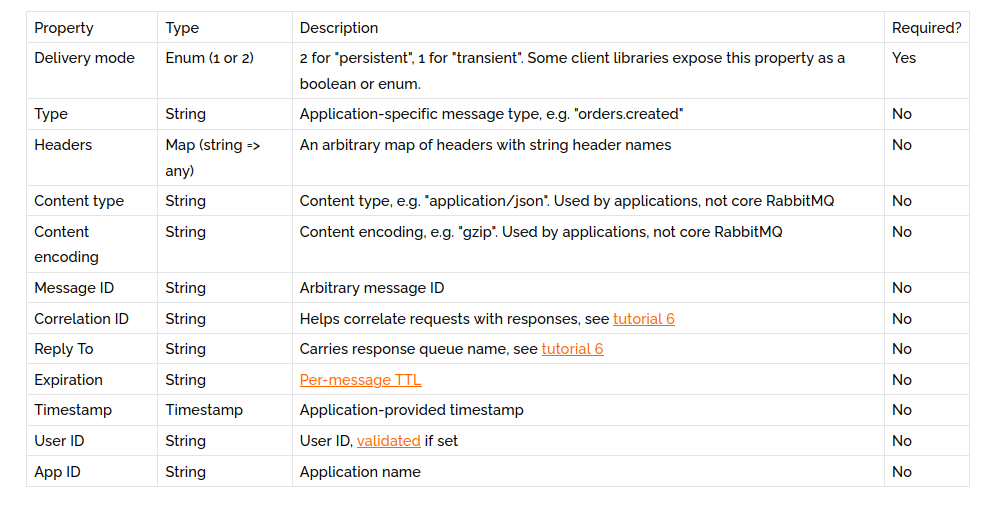 Property Type Description Required?
Delivery mode Enum (1 or 2) 2 for "persistent", 1 for "transient". Some client libraries expose this property as a Yes
boolean or enum.
Type String Application-specific message type, e.g. "orders.created" No
Headers Map (string => An arbitrary map of headers with string header names No
any)
Content type String Content type, e.g. "application/json". Used by applications, not core RabbitMQ No
Content String Content encoding, e.g. "gzip". Used by applications, not core RabbitMQ No
encoding
Message ID String Arbitrary message ID No
Correlation ID String Helps correlate requests with responses, see tutorial 6 No
Reply To String Carries response queue name, see tutorial 6 No
Expiration String Per-message TTL No
Timestamp Timestamp Application-provided timestamp No
User ID String User ID, validated if set No
App ID String Application name No